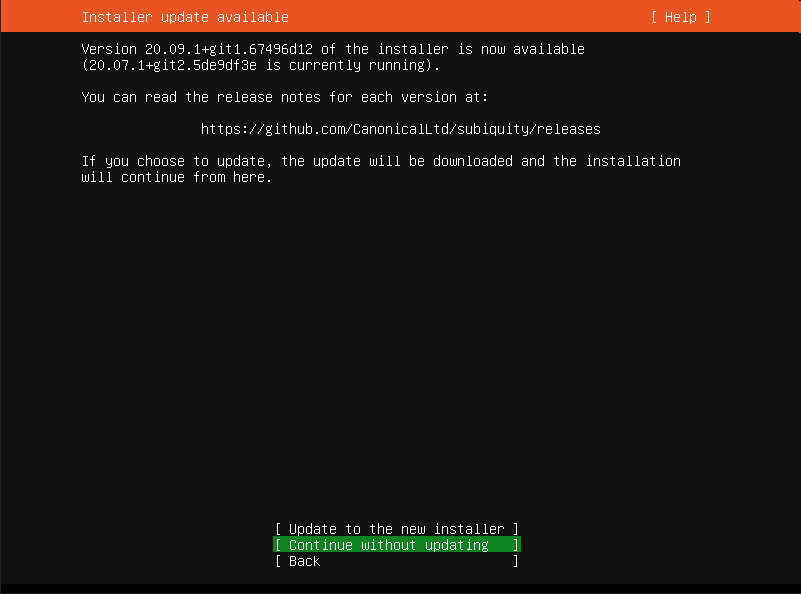 Installer update available [ Help ]
Version 20.09.1+git1.67496d12 of the installer is now available
(20.07.1+git2.5de9df3e is currently running).
You can read the release notes for each version at:
https://github.com/CanonicalLtd/subiquity/releases
If you choose to update, the update will be downloaded and the installation
will continue from here.
[ Update to the new installer ]
[ Continue without updating ]
[ Back ]